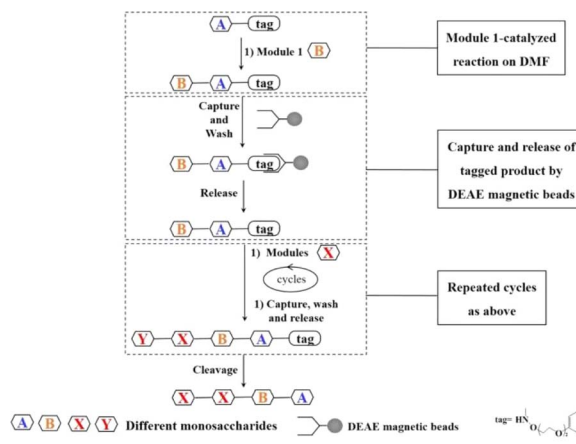 A tag
1) Module 1 B
B A tag
Module 1-catalyzed
reaction on DMF
Capture
and
Wash
B A tag
Release
B A tag
Capture and release of
tagged product by
DEAE magnetic beads
1) Modules X
cycles
1) Capture, wash
and release
Y X B A tag
Repeated cycles
as above
Cleavage
X X B A
A B X Y Different monosaccharides
DEAE magnetic beads
tag= HN
O
O
2